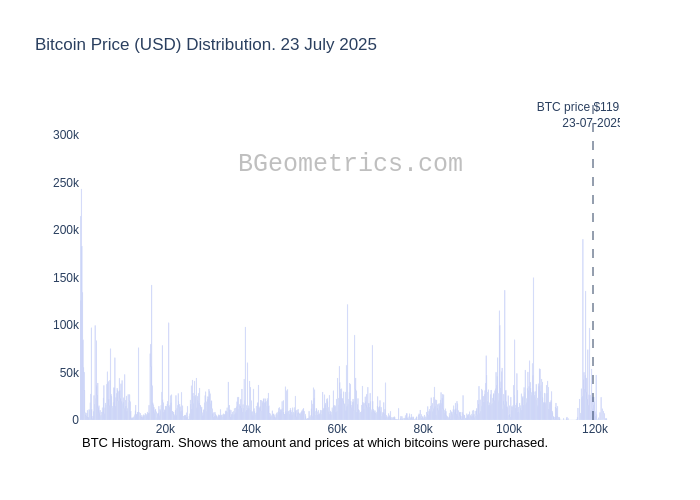 Bitcoin Price (USD) Distribution. 23 July 2025
BTC price $119
23-07-2025
300k
BGeometrics.com
250k
200k
150k
100k
50k
0
20k 40k 60k 80k 100k 120k
BTC Histogram. Shows the amount and prices at which bitcoins were purchased.